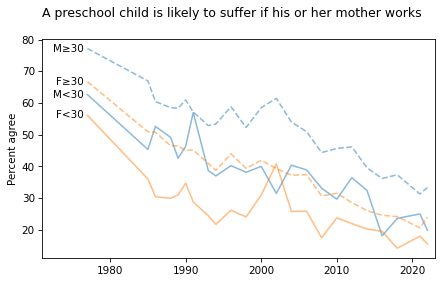 A preschool child is likely to suffer if his or her mother works
80
M≥30
70
F≥30
M<30
60
F<30
50
Percent agree
40
30
20
1980
1990
2000
2010
2020